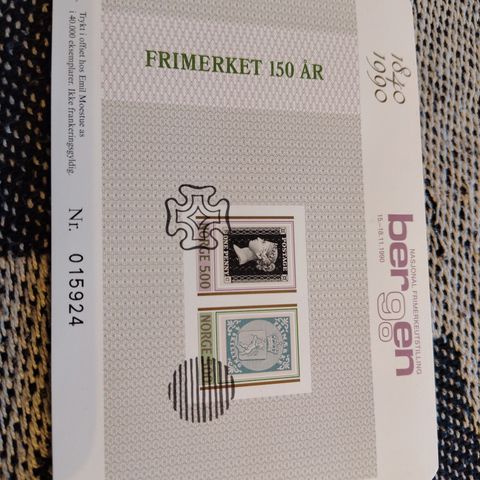 Trykt i offset hos Emil Moestue as
i 40.000 eksemplarer. Ikke frankeringsgyldig.
Nr. 015924
FRIMERKET 150 ÅR
1840
1990
NORGE 500
POSTAGE
ONE PENNY
NORGE
NASJONAL FRIMERKEUTSTILLING
bergen
90
15.–18.11.1990